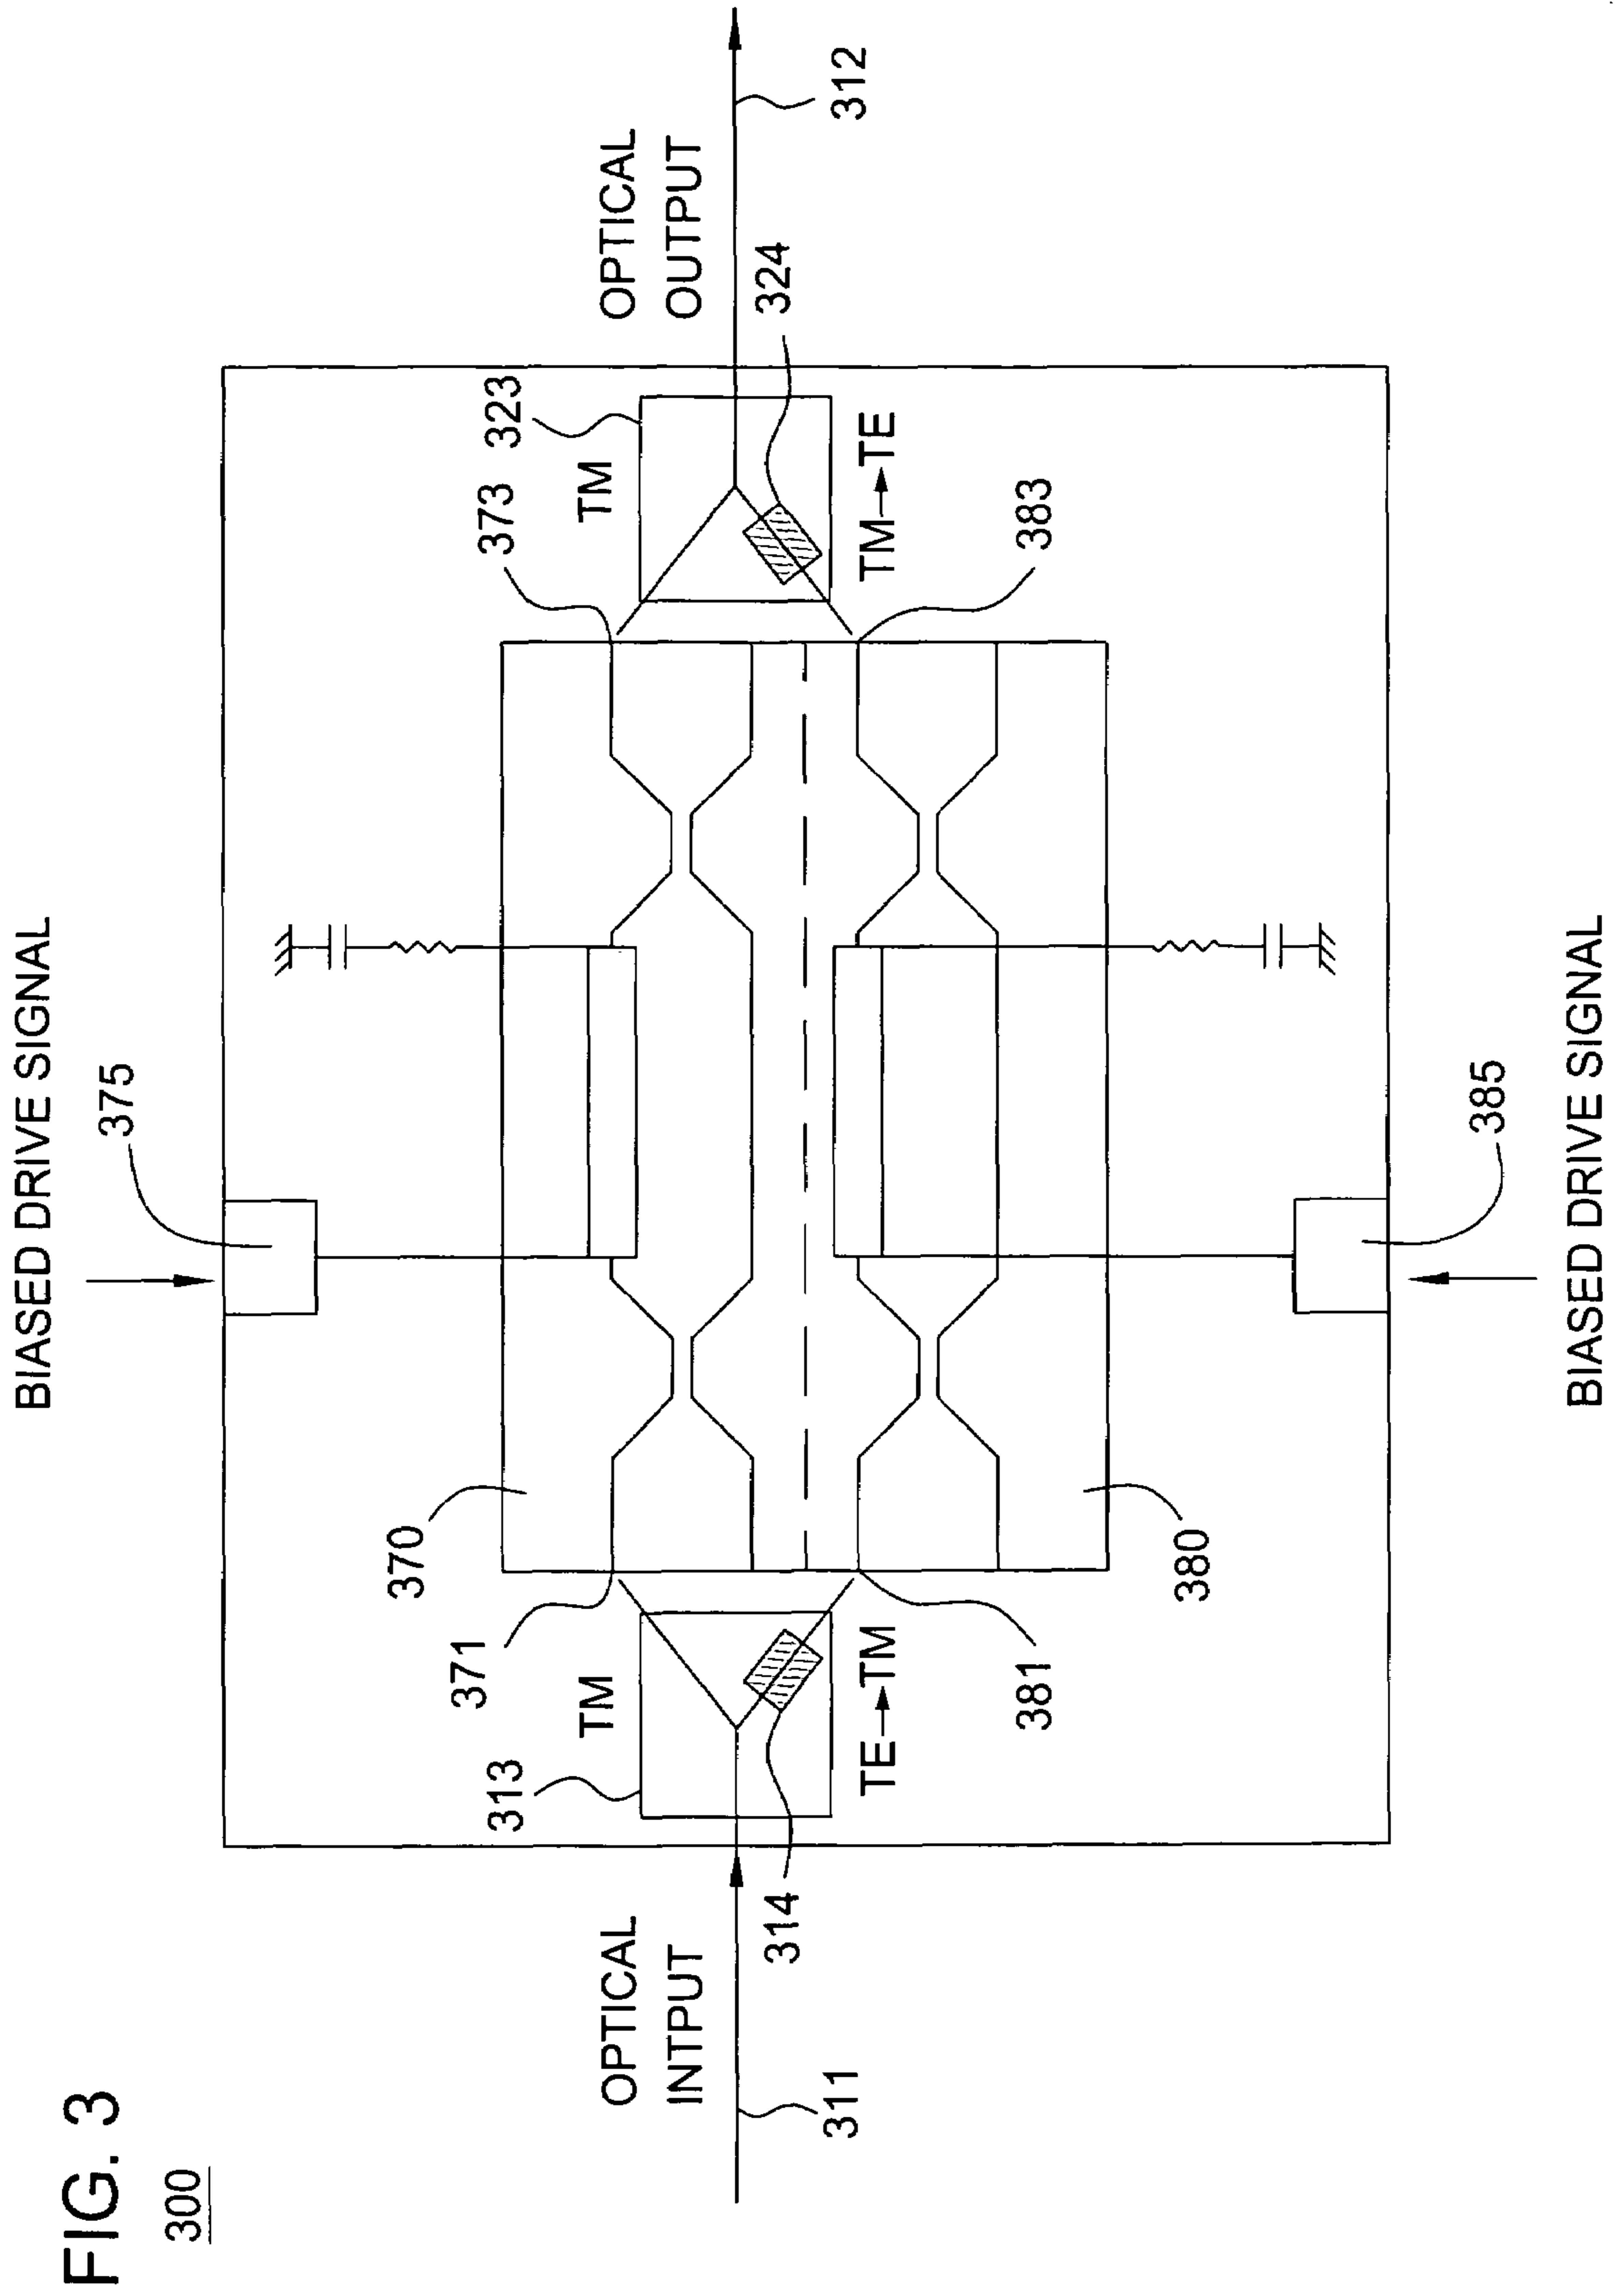 FIG. 3
300
BIASED DRIVE SIGNAL
375
370
371
373
313
TM
TM
323
OPTICAL
INTPUT
311
314
OPTICAL
OUTPUT
312
324
TE→TM
TM→TE
381
383
380
385
BIASED DRIVE SIGNAL